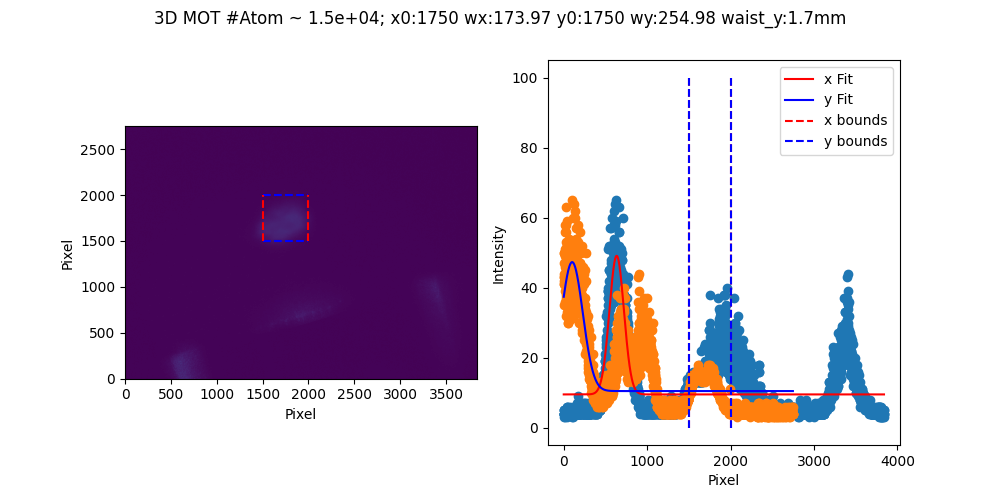 3D MOT #Atom ~ 1.5e+04; x0:1750 wx:173.97 y0:1750 wy:254.98 waist_y:1.7mm
2500
2000
1500
1000
500
0
Pixel
0 500 1000 1500 2000 2500 3000 3500
Pixel
100
80
60
40
20
0
Intensity
0 1000 2000 3000 4000
Pixel
x Fit
y Fit
x bounds
y bounds